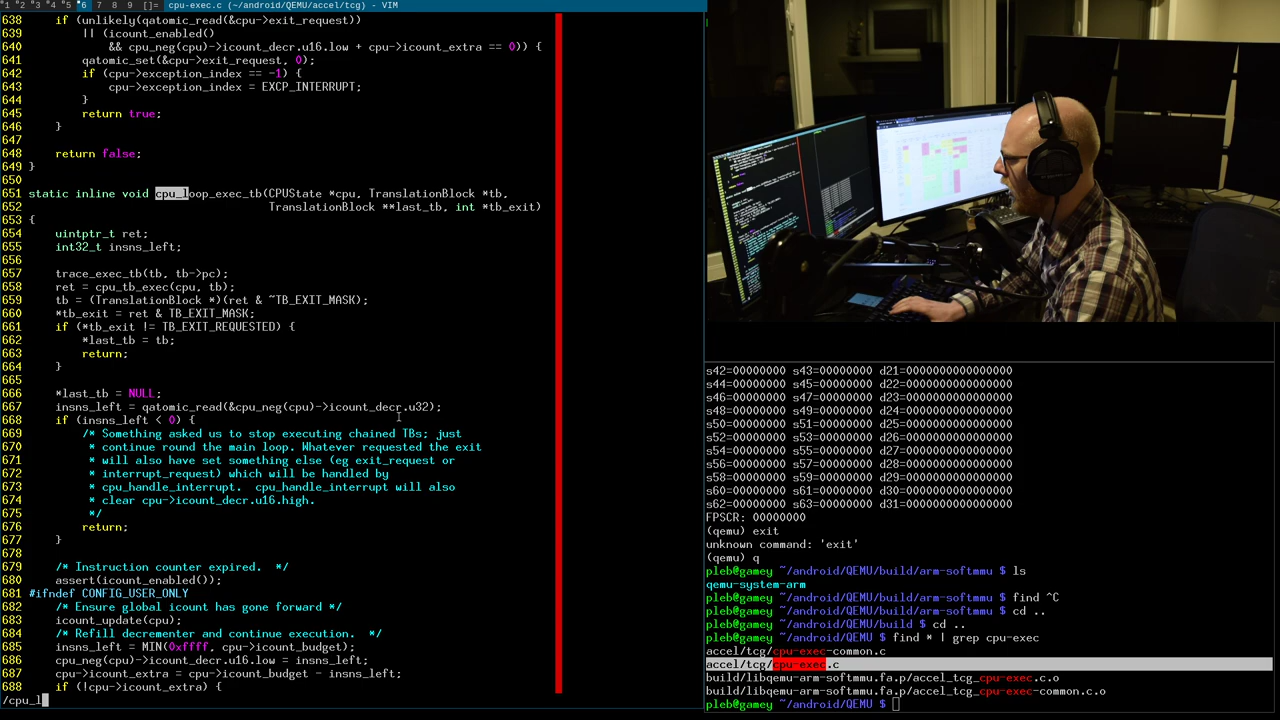 1 2 3 4 5 6 7 8 9 []= cpu-exec.c (~/android/QEMU/accel/tcg) - VIM
638     if (unlikely(qatomic_read(&cpu->exit_request))
639         || (icount_enabled()
640             && cpu_neg(cpu)->icount_decr.u16.low + cpu->icount_extra == 0)) {
641         qatomic_set(&cpu->exit_request, 0);
642         if (cpu->exception_index == -1) {
643             cpu->exception_index = EXCP_INTERRUPT;
644         }
645         return true;
646     }
647
648     return false;
649 }
650
651 static inline void cpu_loop_exec_tb(CPUState *cpu, TranslationBlock *tb,
652                                     TranslationBlock **last_tb, int *tb_exit)
653 {
654     uintptr_t ret;
655     int32_t insns_left;
656
657     trace_exec_tb(tb, tb->pc);
658     ret = cpu_tb_exec(cpu, tb);
659     tb = (TranslationBlock *)(ret & ~TB_EXIT_MASK);
660     *tb_exit = ret & TB_EXIT_MASK;
661     if (*tb_exit != TB_EXIT_REQUESTED) {
662         *last_tb = tb;
663         return;
664     }
665
666     *last_tb = NULL;
667     insns_left = qatomic_read(&cpu_neg(cpu)->icount_decr.u32);
668     if (insns_left < 0) {
669         /* Something asked us to stop executing chained TBs; just
670          * continue round the main loop. Whatever requested the exit
671          * will also have set something else (eg exit_request or
672          * interrupt_request) which will be handled by
673          * cpu_handle_interrupt.  cpu_handle_interrupt will also
674          * clear cpu->icount_decr.u16.high.
675          */
676         return;
677     }
678
679     /* Instruction counter expired.  */
680     assert(icount_enabled());
681 #ifndef CONFIG_USER_ONLY
682     /* Ensure global icount has gone forward */
683     icount_update(cpu);
684     /* Refill decrementer and continue execution.  */
685     insns_left = MIN(0xffff, cpu->icount_budget);
686     cpu_neg(cpu)->icount_decr.u16.low = insns_left;
687     cpu->icount_extra = cpu->icount_budget - insns_left;
688     if (!cpu->icount_extra) {
/cpu_l
s42=00000000 s43=00000000 d21=0000000000000000
s44=00000000 s45=00000000 d22=0000000000000000
s46=00000000 s47=00000000 d23=0000000000000000
s48=00000000 s49=00000000 d24=0000000000000000
s50=00000000 s51=00000000 d25=0000000000000000
s52=00000000 s53=00000000 d26=0000000000000000
s54=00000000 s55=00000000 d27=0000000000000000
s56=00000000 s57=00000000 d28=0000000000000000
s58=00000000 s59=00000000 d29=0000000000000000
s60=00000000 s61=00000000 d30=0000000000000000
s62=00000000 s63=00000000 d31=0000000000000000
FPSCR: 00000000
(qemu) exit
unknown command: 'exit'
(qemu) q
pleb@gamey ~/android/QEMU/build/arm-softmmu $ ls
qemu-system-arm
pleb@gamey ~/android/QEMU/build/arm-softmmu $ find ^C
pleb@gamey ~/android/QEMU/build/arm-softmmu $ cd ..
pleb@gamey ~/android/QEMU/build $ cd ..
pleb@gamey ~/android/QEMU $ find * | grep cpu-exec
accel/tcg/cpu-exec-common.c
accel/tcg/cpu-exec.c
build/libqemu-arm-softmmu.fa.p/accel_tcg_cpu-exec.c.o
build/libqemu-arm-softmmu.fa.p/accel_tcg_cpu-exec-common.c.o
pleb@gamey ~/android/QEMU $